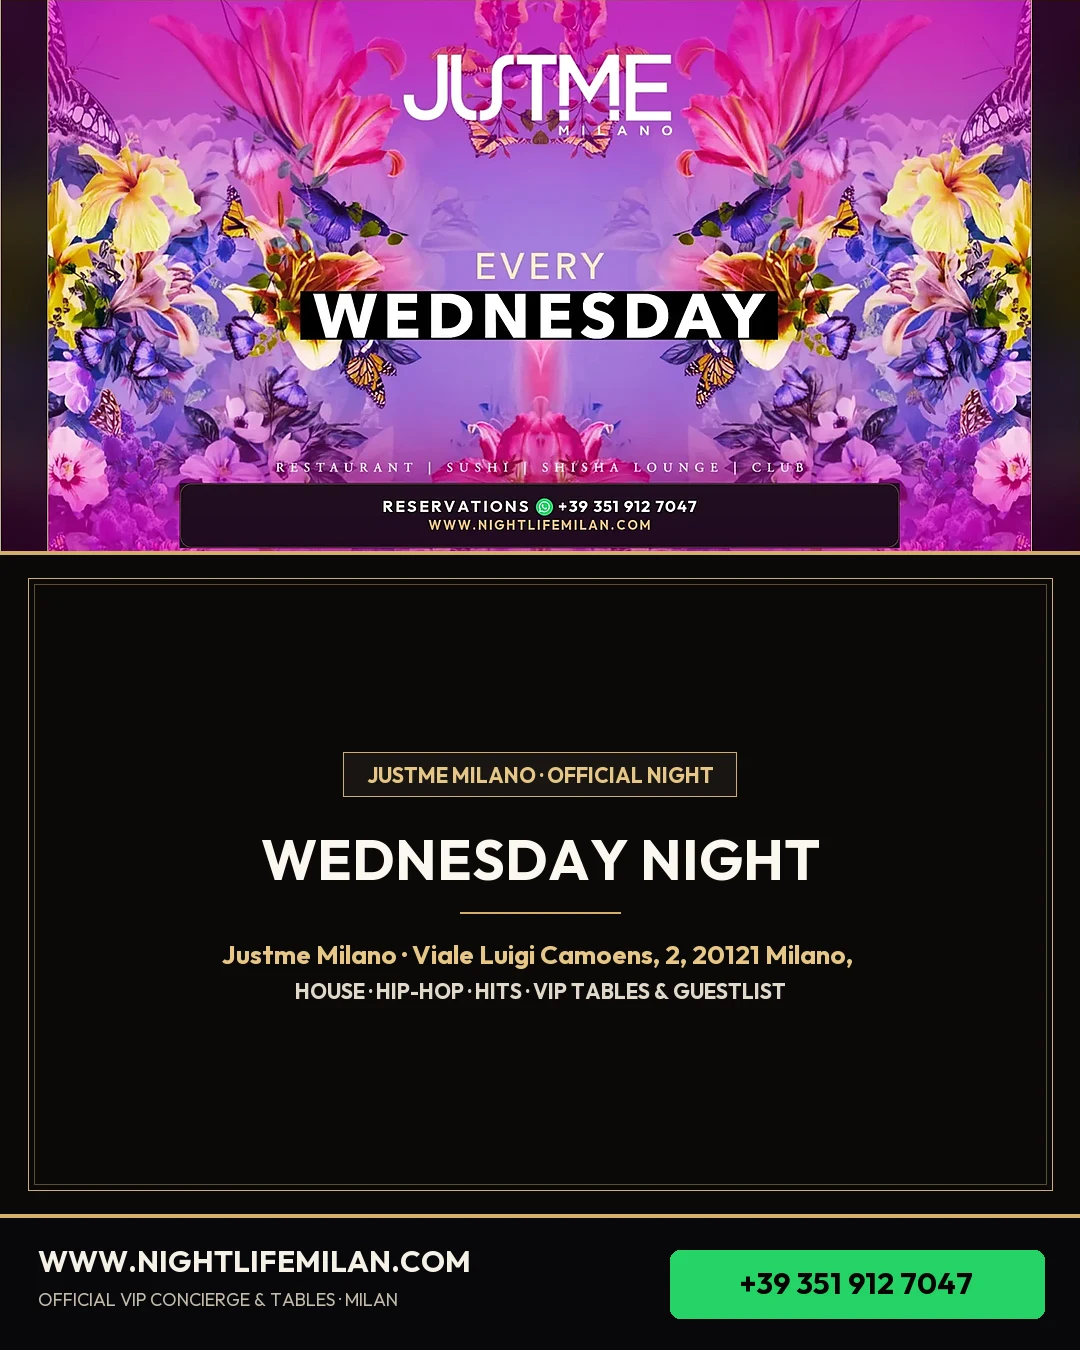 JUSTME
MILANO
EVERY
WEDNESDAY
RESTAURANT | SUSHI | SHISHA LOUNGE | CLUB
RESERVATIONS +39 351 912 7047
WWW.NIGHTLIFEMILAN.COM
JUSTME MILANO · OFFICIAL NIGHT
WEDNESDAY NIGHT
Justme Milano · Viale Luigi Camoens, 2, 20121 Milano,
HOUSE · HIP-HOP · HITS · VIP TABLES & GUESTLIST
WWW.NIGHTLIFEMILAN.COM
+39 351 912 7047
OFFICIAL VIP CONCIERGE & TABLES · MILAN